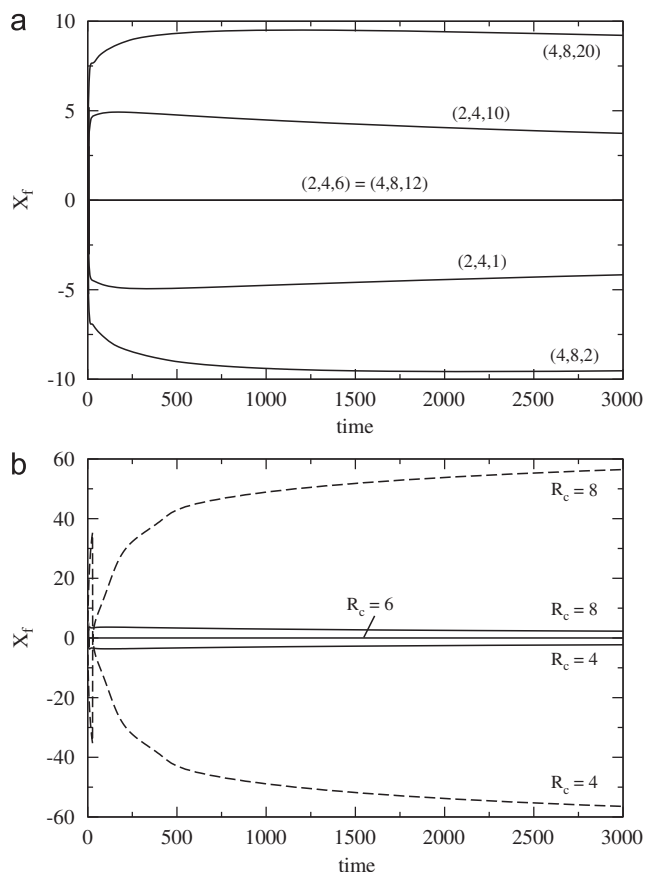 a
10
5
0
-5
-10
X_f
(4,8,20)
(2,4,10)
(2,4,6) = (4,8,12)
(2,4,1)
(4,8,2)
0 500 1000 1500 2000 2500 3000
time
b
60
40
20
0
-20
-40
-60
X_f
R_c = 8
R_c = 6
R_c = 8
R_c = 4
R_c = 4
0 500 1000 1500 2000 2500 3000
time